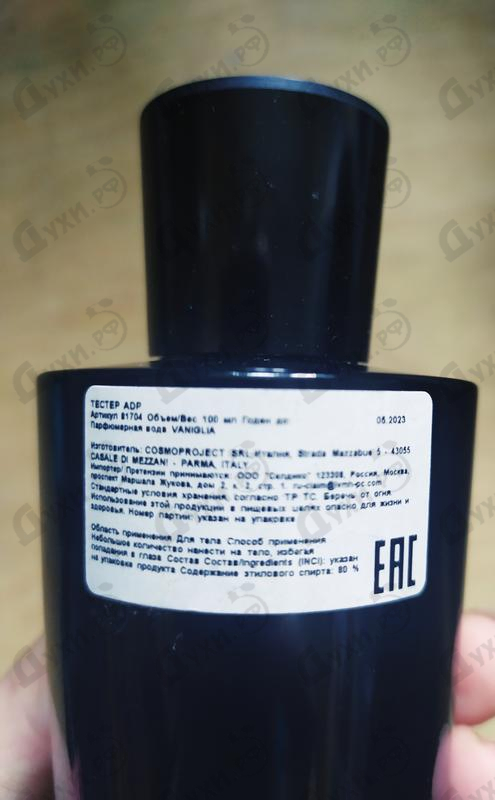 ТЕСТЕР ADP
Артикул 81704 Объем/Вес 100 мл Годен до: 06.2023
Парфюмерная вода VANIGLIA
Изготовитель: COSMOPROJECT SRL Италия, Strada Mazzabue 5 - 43055
CASALE DI MEZZANI - PARMA, ITALY
Импортер/ Претензии принимаются: ООО 123308, Россия, Москва,
проспект Маршала Жукова, дом 2, к. 2, стр. 1.
Стандартные условия хранения, согласно ТР ТС. Беречь от огня.
Использование этой продукции в пищевых целях опасно для жизни и
здоровья. Номер партии: указан на упаковке
Область применения Для тела Способ применения
Небольшое количество нанести на тело, избегая
попадания в глаза Состав Состав/Ingredients (INCI): указан
на упаковке продукта Содержание этилового спирта: 80 %
EAC
Духи.рф